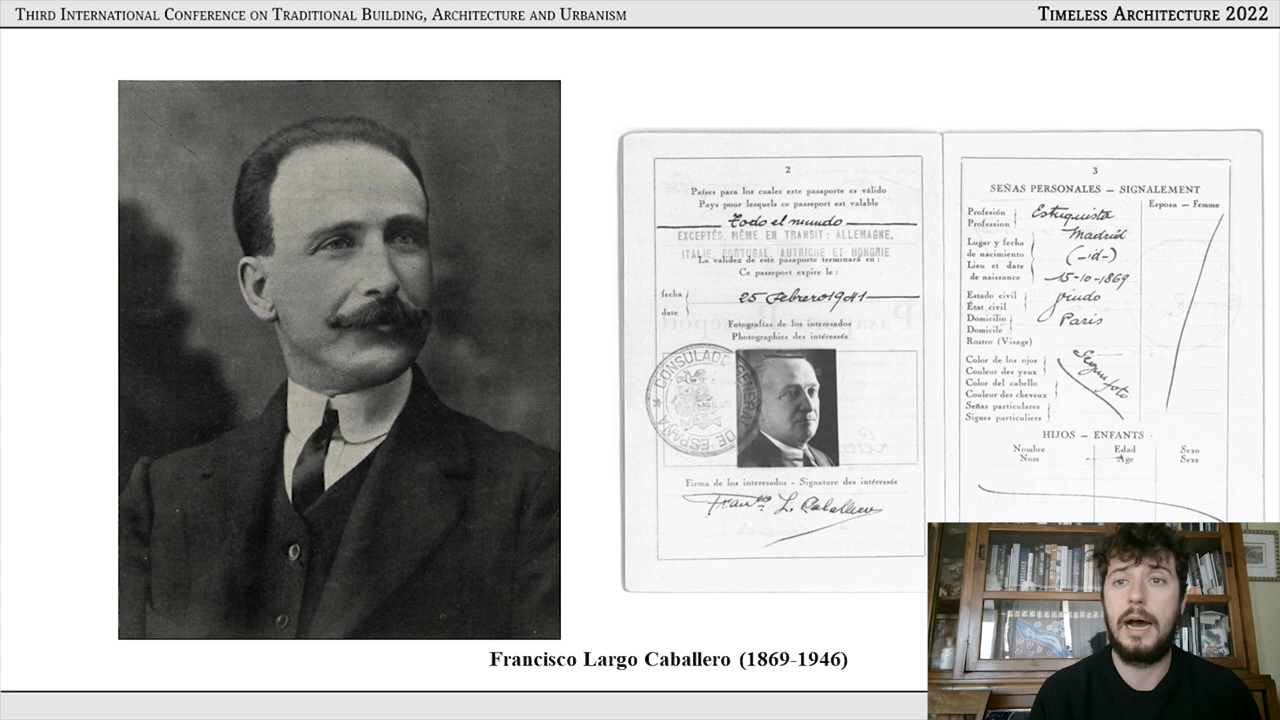 THIRD INTERNATIONAL CONFERENCE ON TRADITIONAL BUILDING, ARCHITECTURE AND URBANISM
TIMELESS ARCHITECTURE 2022
2
Países para los cuales este pasaporte es válido
Pays pour lesquels ce passeport est valable
Todo el mundo
EXCEPTÉS, MÊME EN TRANSIT: ALLEMAGNE,
ITALIE PORTUGAL, AUTRICHE ET HONGRIE
La validez de este pasaporte terminará en:
Ce passeport expire le:
fecha
date
25 Febrero 1941
Fotografías de los interesados
Photographies des intéressés
CONSULADO GENERAL DE ESPAÑA
Firma de los interesados - Signature des intéressés
Franco L. Caballero
3
SEÑAS PERSONALES — SIGNALEMENT
Esposa — Femme
Profesión
Profession
Estuquista
Lugar y fecha
de nacimiento
Lieu et date
de naissance
Madrid
(-id-)
15-10-1869
Estado civil
État civil
Viudo
Domicilio
Domicile
París
Rostro (Visage)
Color de los ojos
Couleur des yeux
Color del cabello
Couleur des cheveux
Señas particulares
Signes particuliers
Según foto
HIJOS — ENFANTS
Nombre Edad Sexo
Nom Age Sexe
Francisco Largo Caballero (1869-1946)